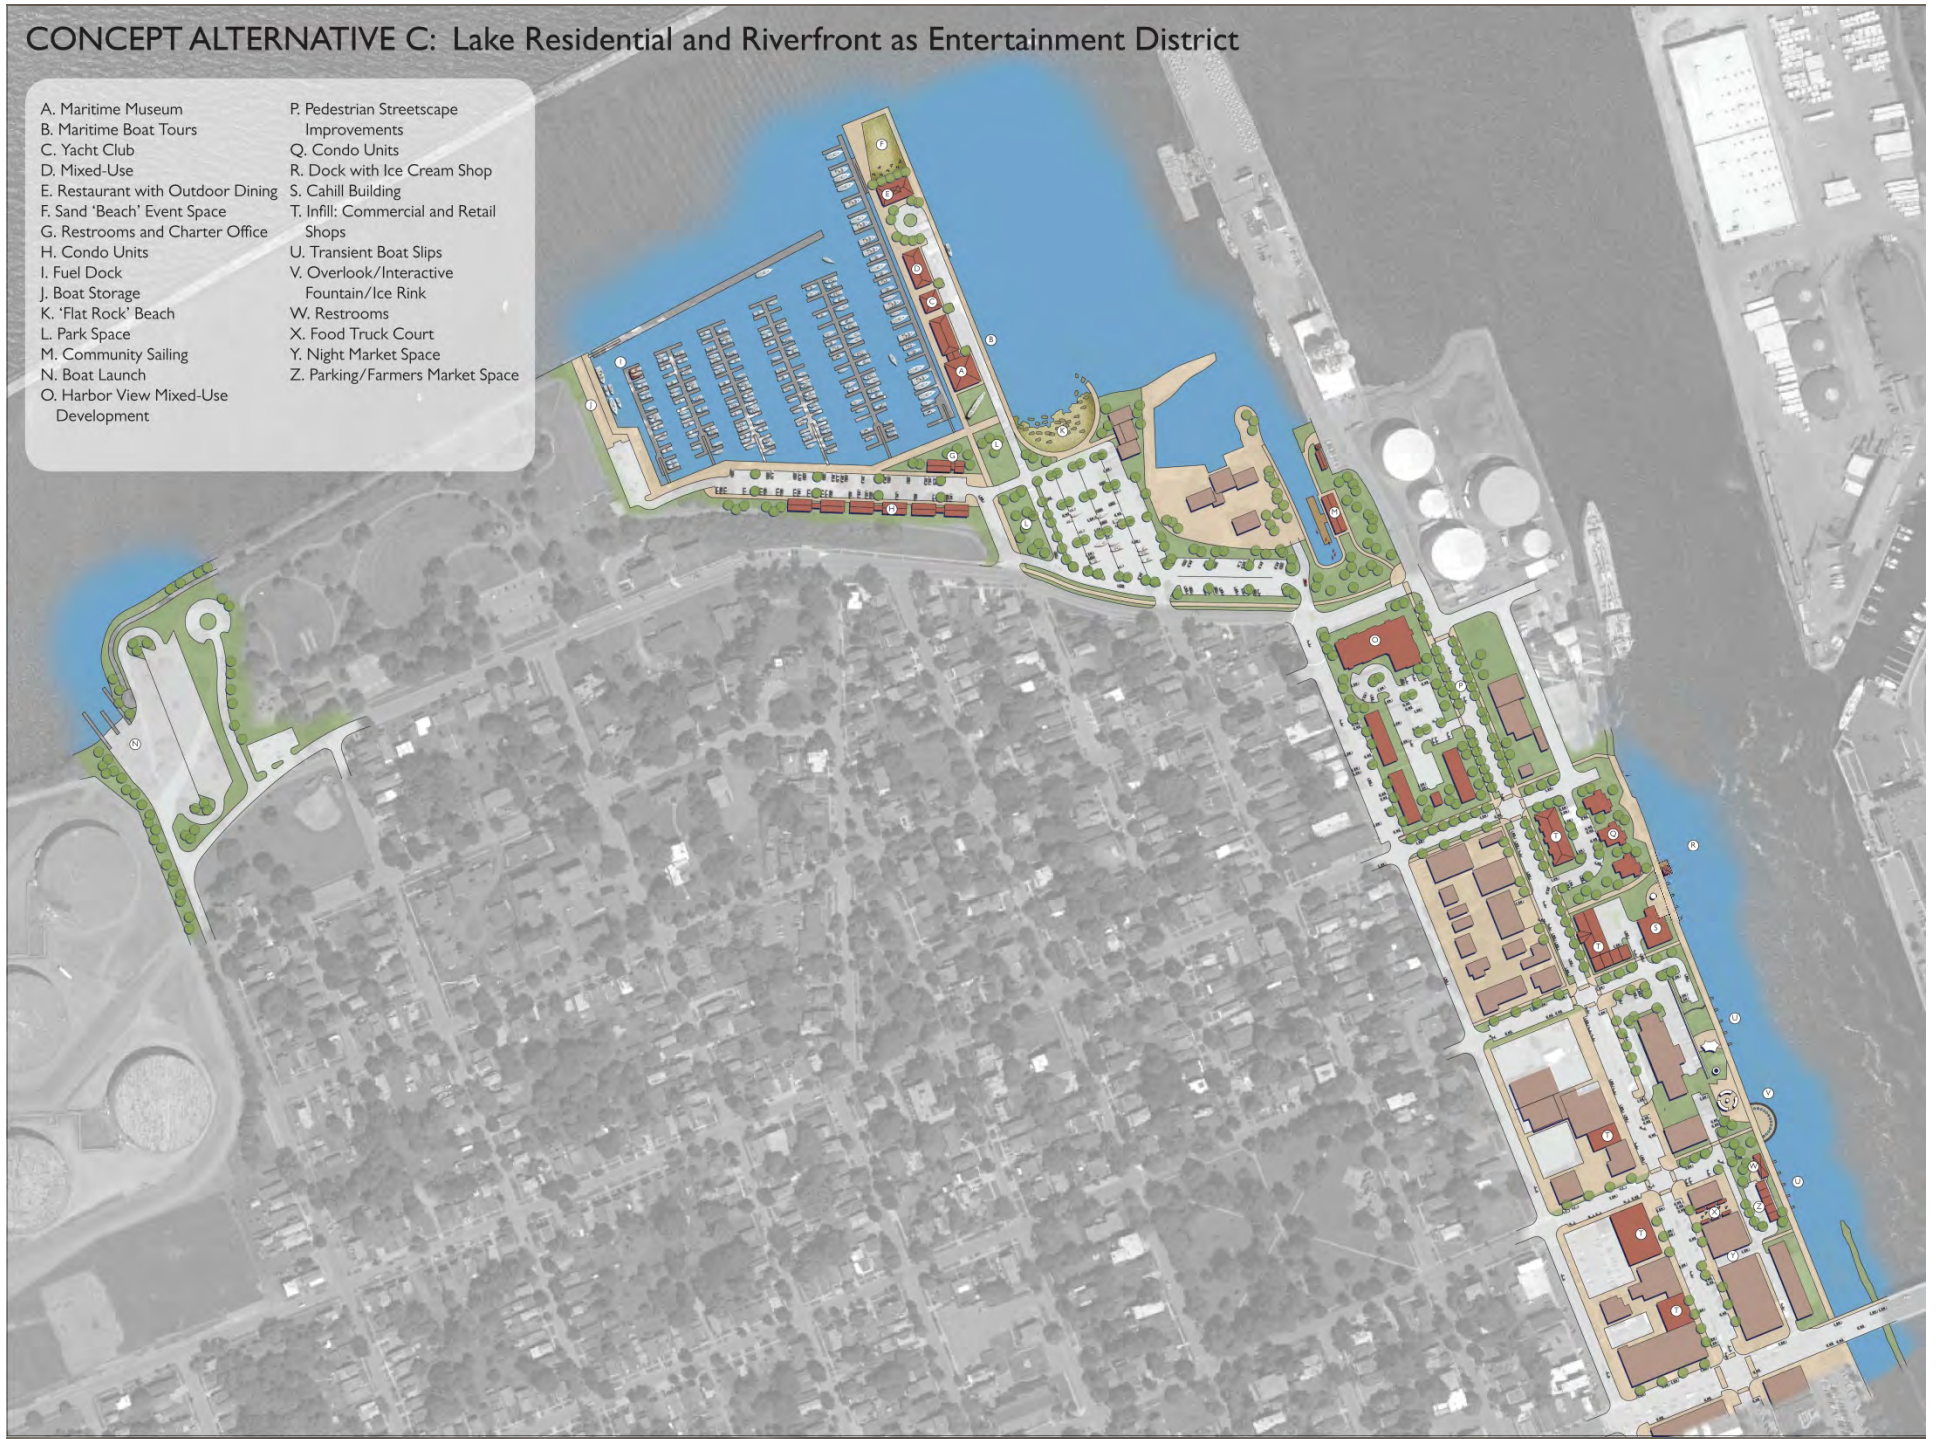 CONCEPT ALTERNATIVE C: Lake Residential and Riverfront as Entertainment District
A. Maritime Museum
B. Maritime Boat Tours
C. Yacht Club
D. Mixed-Use
E. Restaurant with Outdoor Dining
F. Sand ‘Beach’ Event Space
G. Restrooms and Charter Office
H. Condo Units
I. Fuel Dock
J. Boat Storage
K. ‘Flat Rock’ Beach
L. Park Space
M. Community Sailing
N. Boat Launch
O. Harbor View Mixed-Use
Development
P. Pedestrian Streetscape
Improvements
Q. Condo Units
R. Dock with Ice Cream Shop
S. Cahill Building
T. Infill: Commercial and Retail
Shops
U. Transient Boat Slips
V. Overlook/Interactive
Fountain/Ice Rink
W. Restrooms
X. Food Truck Court
Y. Night Market Space
Z. Parking/Farmers Market Space
F
E
D
C
B
A
I
J
K
L
G
H
L
M
N
O
P
T
Q
R
S
T
U
V
T
W
U
Z
X
T
Y
T